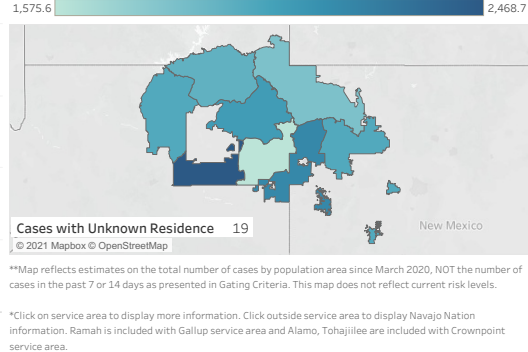 1,575.6 2,468.7
New Mexico
Cases with Unknown Residence 19
© 2021 Mapbox © OpenStreetMap
**Map reflects estimates on the total number of cases by population area since March 2020, NOT the number of
cases in the past 7 or 14 days as presented in Gating Criteria. This map does not reflect current risk levels.
*Click on service area to display more information. Click outside service area to display Navajo Nation
information. Ramah is included with Gallup service area and Alamo, Tohajiilee are included with Crownpoint
service area.